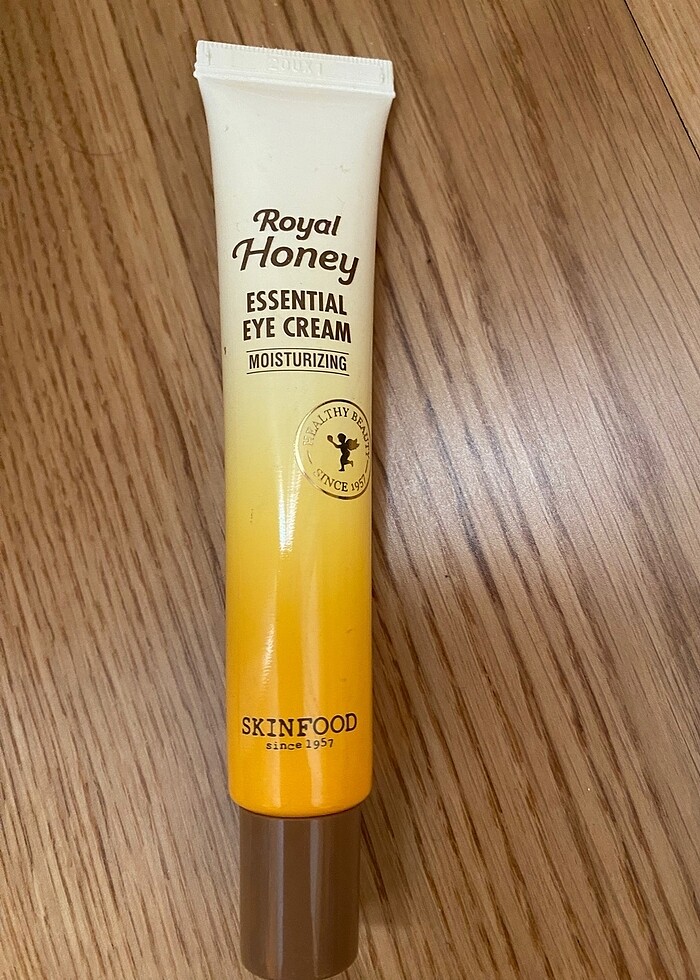 Royal
Honey
ESSENTIAL
EYE CREAM
MOISTURIZING
HEALTHY BEAUTY
SINCE 1957
SKINFOOD
since 1957